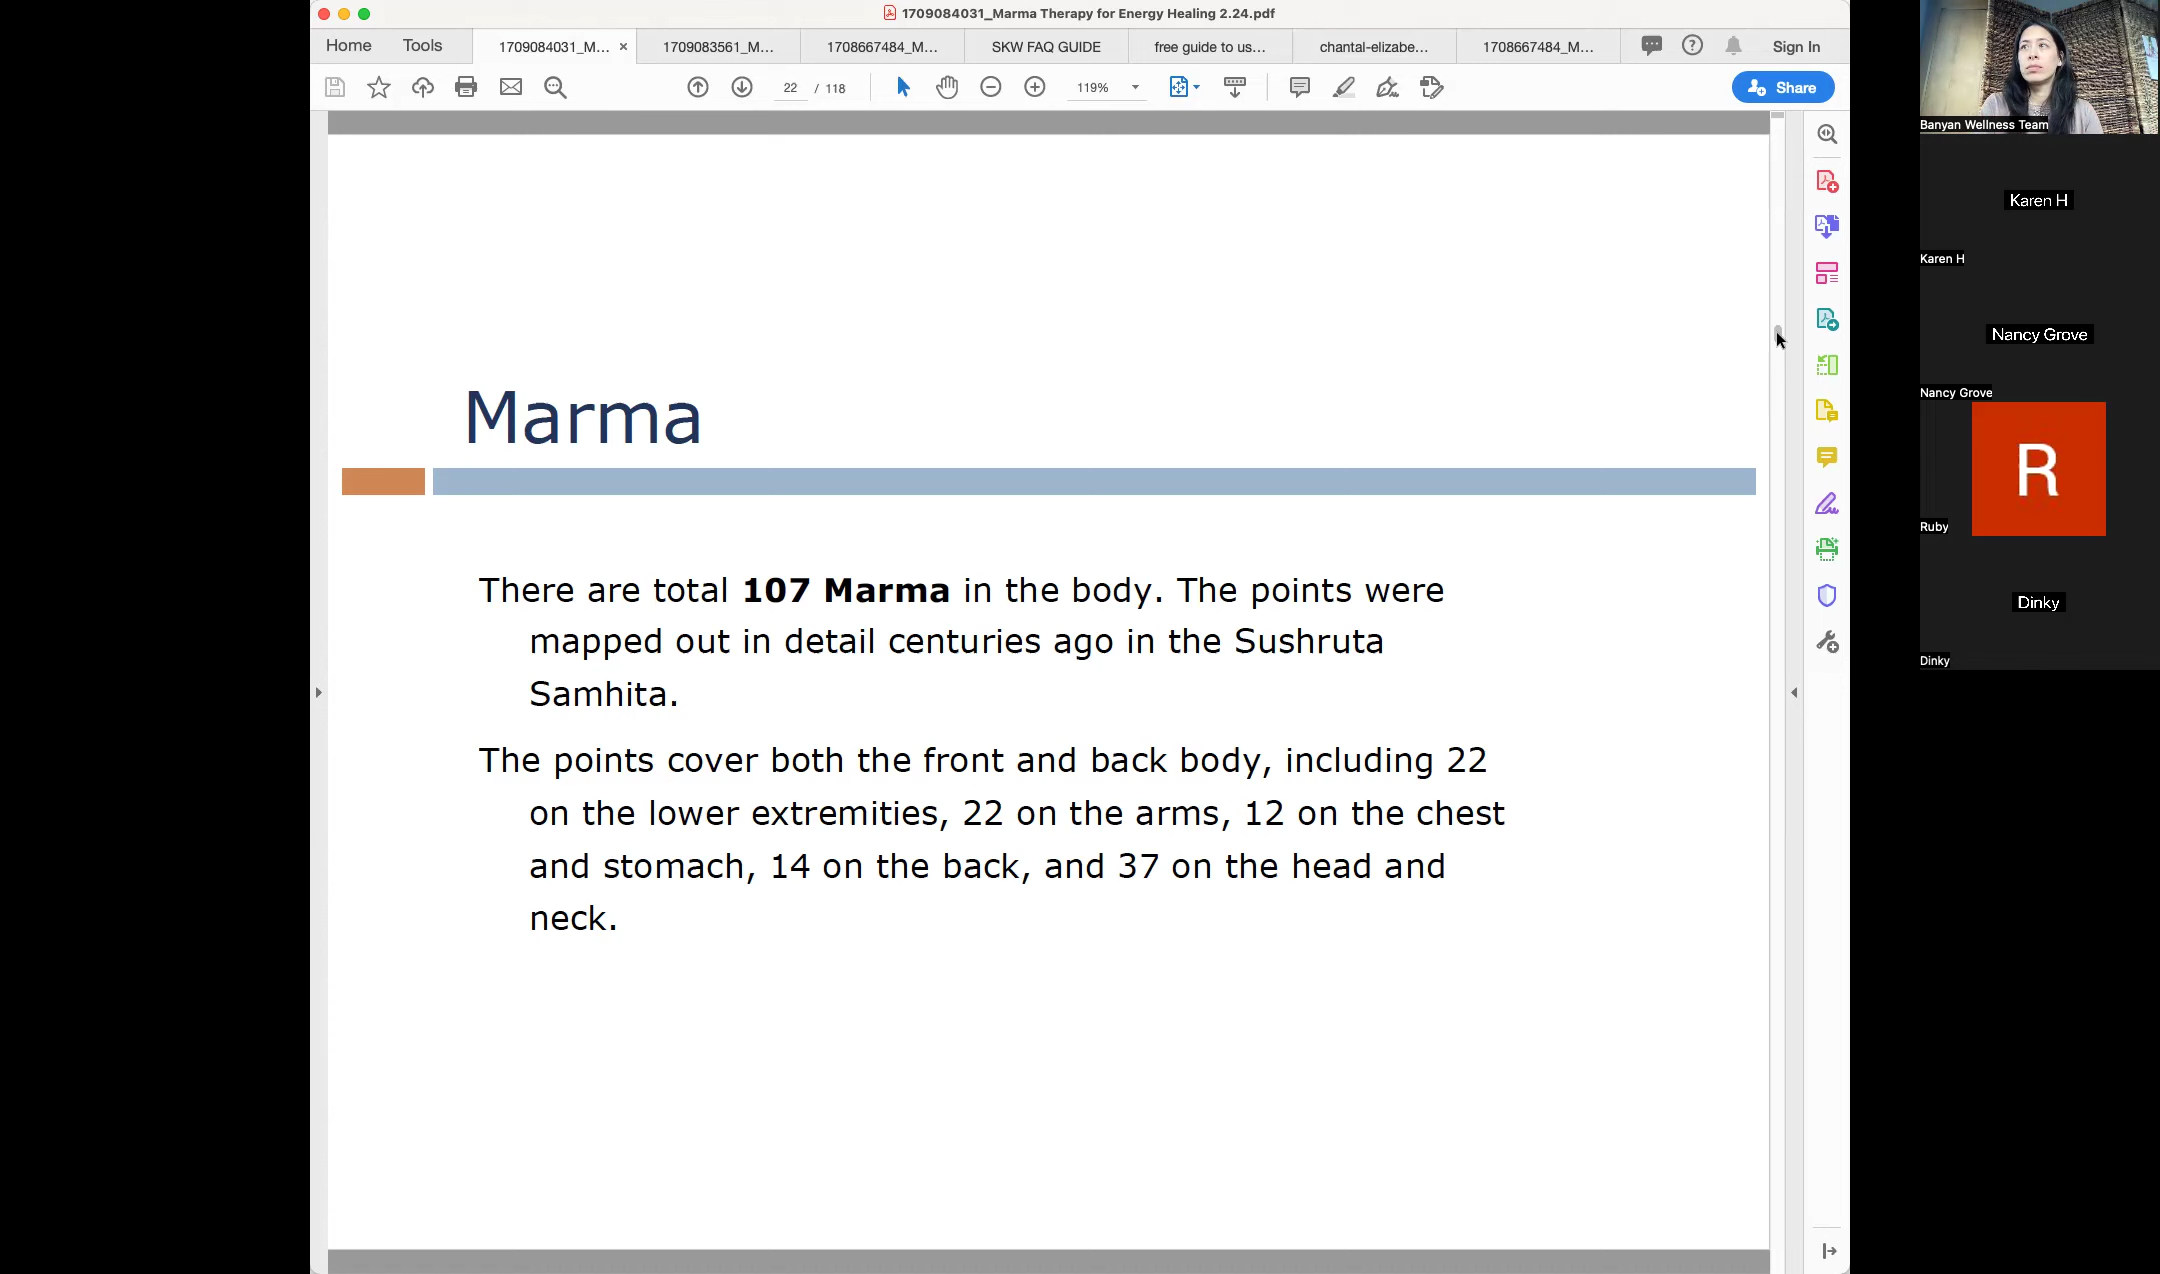 1709084031_Marma Therapy for Energy Healing 2.24.pdf
Home
Tools
1709084031_M... ×
1709083561_M...
1708667484_M...
SKW FAQ GUIDE
free guide to us...
chantal-elizabe...
1708667484_M...
Sign In
22 / 118
119%
Share
Marma
There are total 107 Marma in the body. The points were
mapped out in detail centuries ago in the Sushruta
Samhita.
The points cover both the front and back body, including 22
on the lower extremities, 22 on the arms, 12 on the chest
and stomach, 14 on the back, and 37 on the head and
neck.
Banyan Wellness Team
Karen H
Karen H
Nancy Grove
Nancy Grove
R
Ruby
Dinky
Dinky